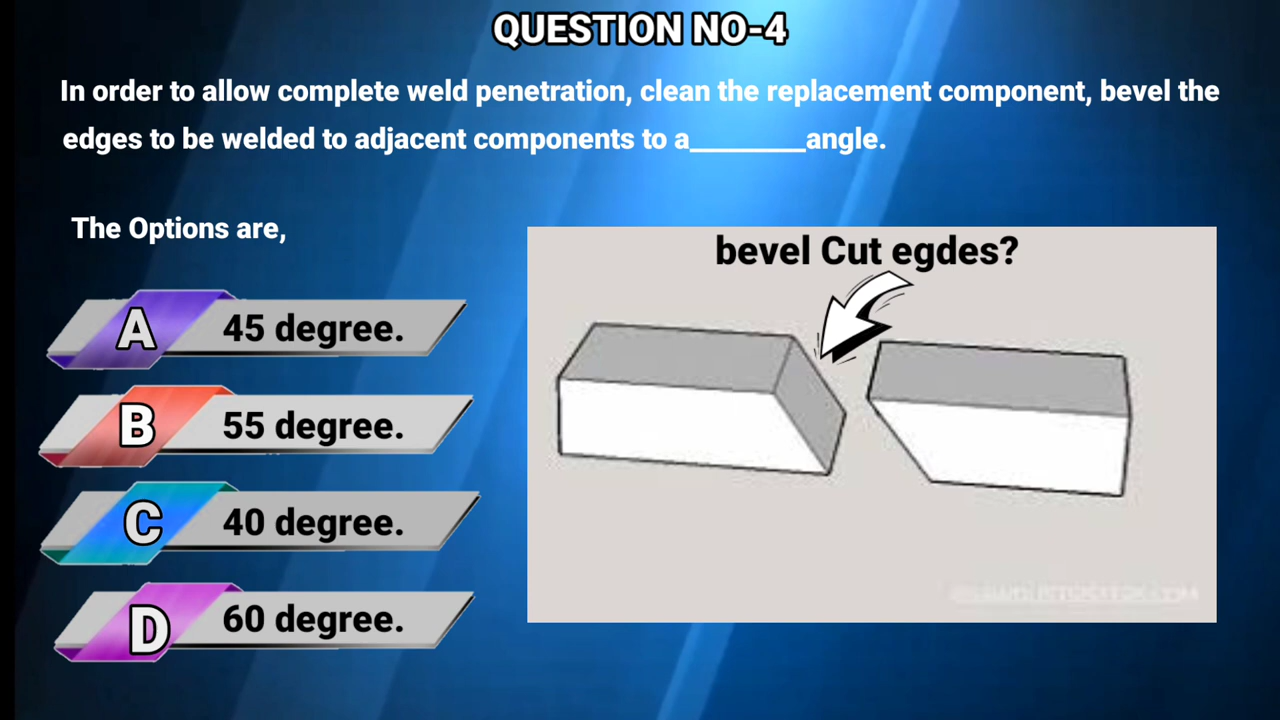 QUESTION NO-4
In order to allow complete weld penetration, clean the replacement component, bevel the
edges to be welded to adjacent components to a________angle.
The Options are,
bevel Cut egdes?
A 45 degree.
B 55 degree.
C 40 degree.
D 60 degree.